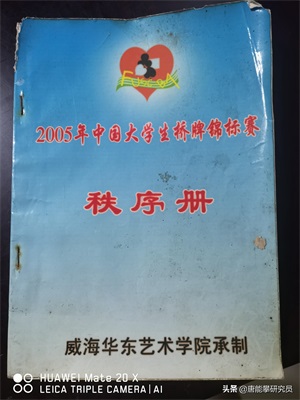 2005年中国大学生桥牌锦标赛
秩序册
威海华东艺术学院承制
HUAWEI Mate 20 X
LEICA TRIPLE CAMERA | AI
头条 @唐能攀研究员